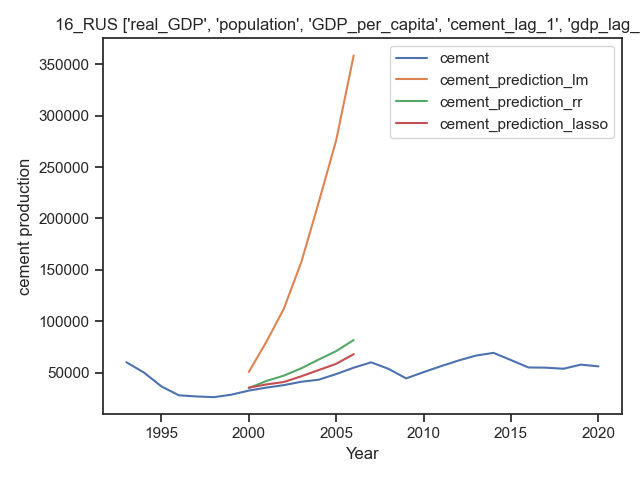 16_RUS ['real_GDP', 'population', 'GDP_per_capita', 'cement_lag_1', 'gdp_lag_
cement
cement_prediction_lm
cement_prediction_rr
cement_prediction_lasso
350000
300000
250000
200000
150000
100000
50000
cement production
1995
2000
2005
2010
2015
2020
Year